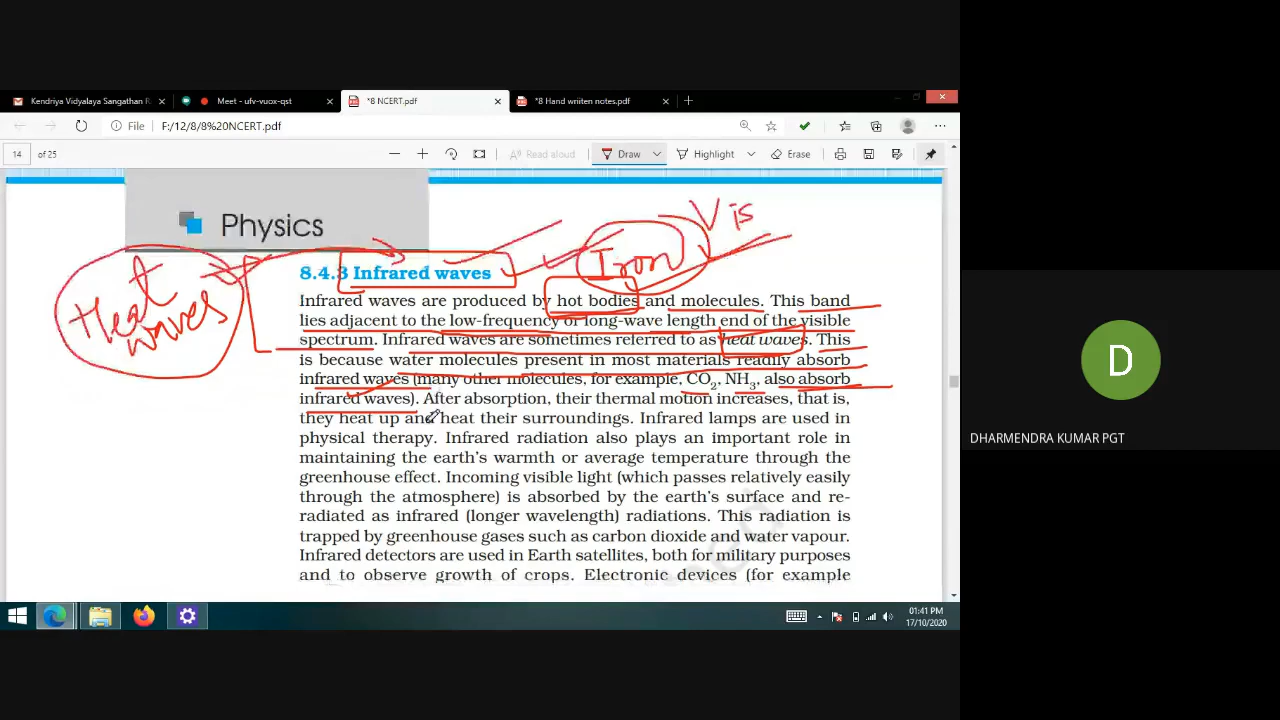 Kendriya Vidyalaya Sangathan R
Meet - ufv-vuox-qst
*8 NCERT.pdf
*8 Hand wriiten notes.pdf
File
F:/12/8/8%20NCERT.pdf
14 of 25
Read aloud
Draw
Highlight
Erase
Physics
V is
Iron
Heat
waves
8.4.3 Infrared waves
Infrared waves are produced by hot bodies and molecules. This band
lies adjacent to the low-frequency or long-wave length end of the visible
spectrum. Infrared waves are sometimes referred to as heat waves. This
is because water molecules present in most materials readily absorb
infrared waves (many other molecules, for example, CO2, NH3, also absorb
infrared waves). After absorption, their thermal motion increases, that is,
they heat up and heat their surroundings. Infrared lamps are used in
physical therapy. Infrared radiation also plays an important role in
maintaining the earth's warmth or average temperature through the
greenhouse effect. Incoming visible light (which passes relatively easily
through the atmosphere) is absorbed by the earth's surface and re-
radiated as infrared (longer wavelength) radiations. This radiation is
trapped by greenhouse gases such as carbon dioxide and water vapour.
Infrared detectors are used in Earth satellites, both for military purposes
and to observe growth of crops. Electronic devices (for example
D
DHARMENDRA KUMAR PGT
01:41 PM
17/10/2020